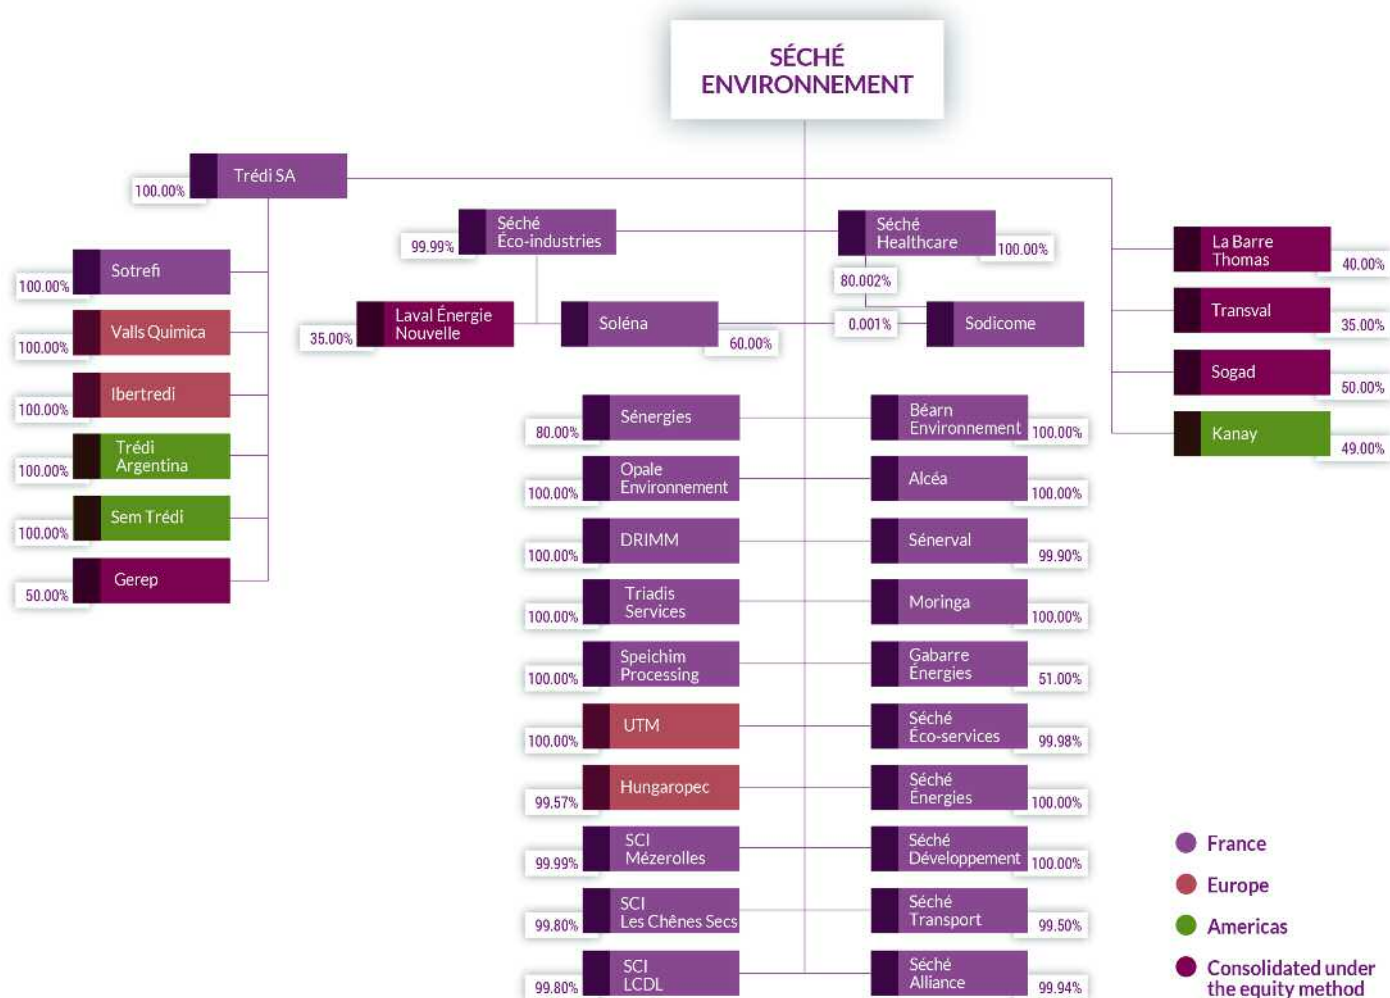 SÉCHÉ
ENVIRONNEMENT
Trédi SA
100.00%
Séché
Éco-industries
99.99%
Séché
Healthcare
100.00%
80.002%
0.001%
La Barre
Thomas
40.00%
Sotrefi
100.00%
Valls Quimica
100.00%
Ibertredi
100.00%
Trédi
Argentina
100.00%
Sem Trédi
100.00%
Gerep
50.00%
Laval Énergie
Nouvelle
35.00%
Soléna
60.00%
Sodicome
Transval
35.00%
Sogad
50.00%
Kanay
49.00%
Sénergies
80.00%
Béarn
Environnement
100.00%
Opale
Environnement
100.00%
Alcéa
100.00%
DRIMM
100.00%
Sénerval
99.90%
Triadis
Services
100.00%
Moringa
100.00%
Speichim
Processing
100.00%
Gabarre
Énergies
51.00%
UTM
100.00%
Séché
Éco-services
99.98%
Hungaropec
99.57%
Séché
Énergies
100.00%
SCI
Mézerolles
99.99%
Séché
Développement
100.00%
SCI
Les Chênes Secs
99.80%
Séché
Transport
99.50%
SCI
LCDL
99.80%
Séché
Alliance
99.94%
France
Europe
Americas
Consolidated under
the equity method